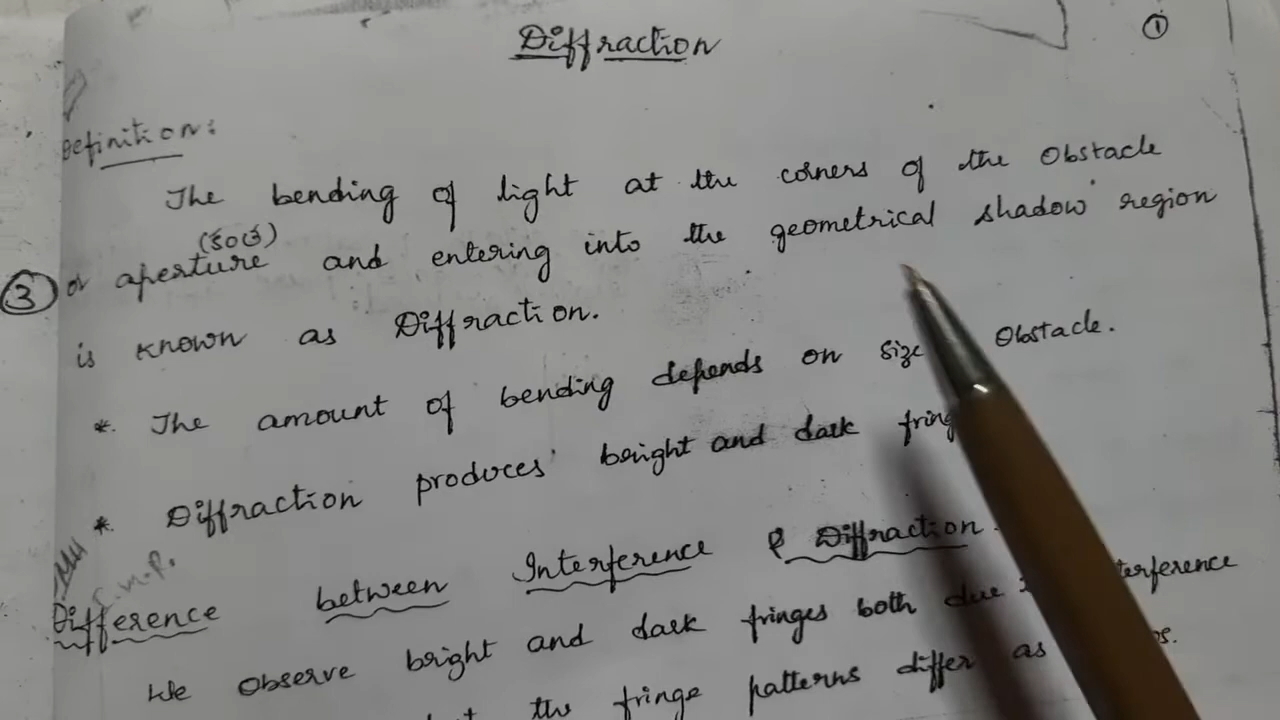 Diffraction
1
Definition:
The bending of light at the corners of the Obstacle
(కంత)
3 or aperture and entering into the geometrical shadow region
is known as Diffraction.
*. The amount of bending depends on size Obstacle.
*. Diffraction produces bright and dark
Difference between Interference & Diffraction.
We observe bright and dark fringes both due
the fringe patterns differ as